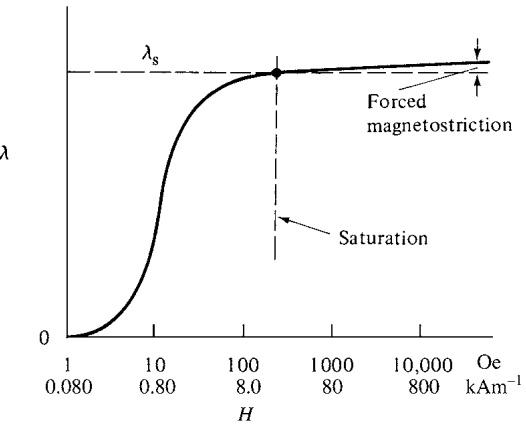 λs
Forced
magnetostriction
λ
Saturation
0
1 10 100 1000 10,000 Oe
0.080 0.80 8.0 80 800 kAm⁻¹
H